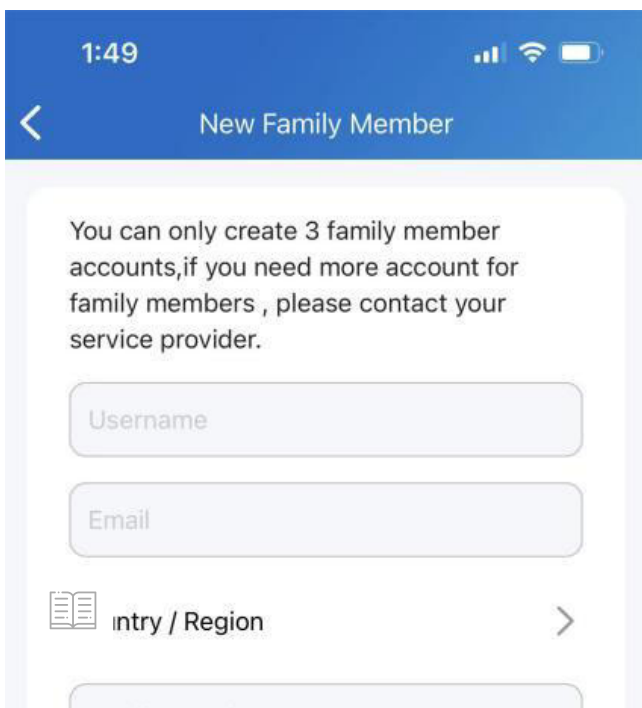 1:49
New Family Member
You can only create 3 family member
accounts,if you need more account for
family members , please contact your
service provider.
Username
Email
ntry / Region